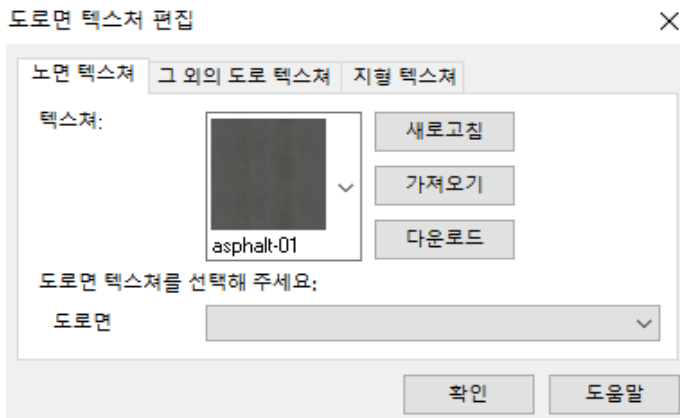 도로면 텍스처 편집
노면 텍스쳐 그 외의 도로 텍스쳐 지형 텍스쳐
텍스쳐:
새로고침
가져오기
asphalt-01
다운로드
도로면 텍스쳐를 선택해 주세요:
도로면
확인 도움말